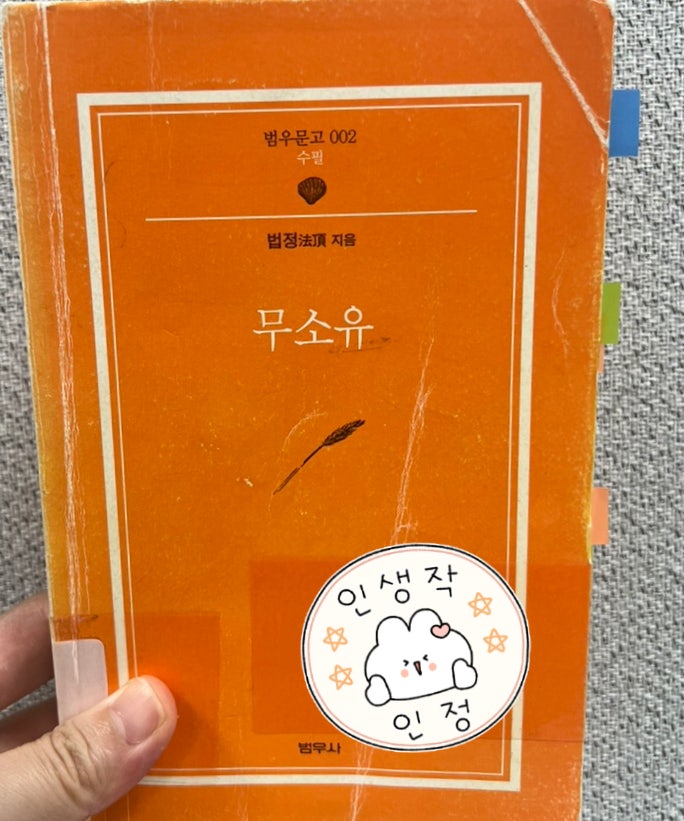 범우문고 002
수필
법정法頂 지음
무소유
인생작
인정
범우사